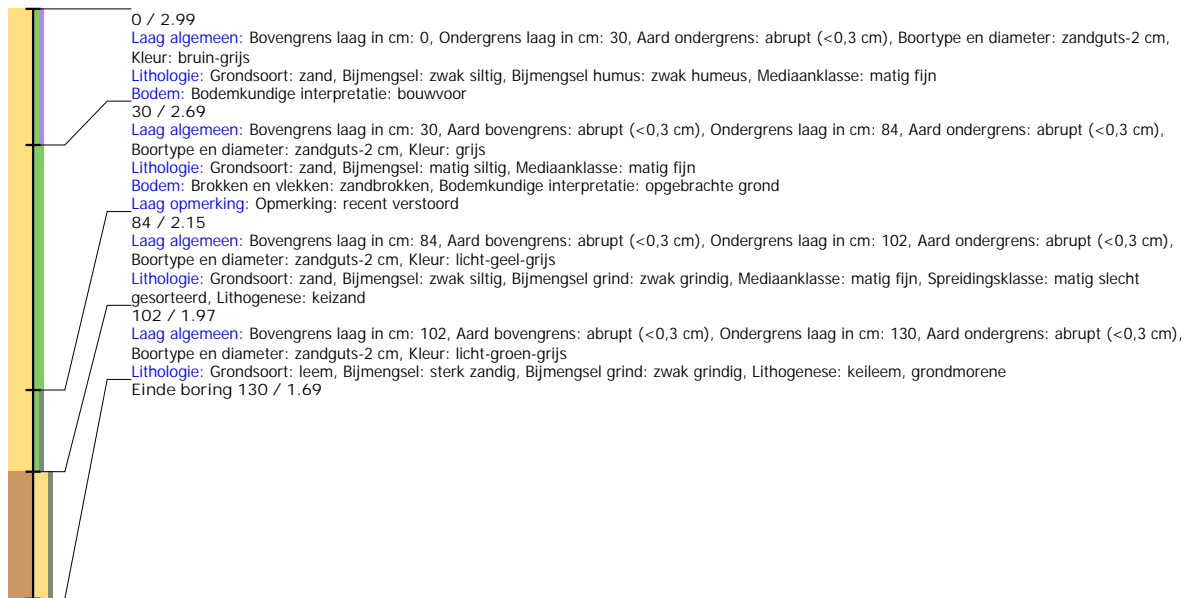 0 / 2.99
Laag algemeen: Bovengrens laag in cm: 0, Ondergrens laag in cm: 30, Aard ondergrens: abrupt (<0,3 cm), Boortype en diameter: zandguts-2 cm,
Kleur: bruin-grijs
Lithologie: Grondsoort: zand, Bijmengsel: zwak siltig, Bijmengsel humus: zwak humeus, Mediaanklasse: matig fijn
Bodem: Bodemkundige interpretatie: bouwvoor
30 / 2.69
Laag algemeen: Bovengrens laag in cm: 30, Aard bovengrens: abrupt (<0,3 cm), Ondergrens laag in cm: 84, Aard ondergrens: abrupt (<0,3 cm),
Boortype en diameter: zandguts-2 cm, Kleur: grijs
Lithologie: Grondsoort: zand, Bijmengsel: matig siltig, Mediaanklasse: matig fijn
Bodem: Brokken en vlekken: zandbrokken, Bodemkundige interpretatie: opgebrachte grond
Laag opmerking: Opmerking: recent verstoord
84 / 2.15
Laag algemeen: Bovengrens laag in cm: 84, Aard bovengrens: abrupt (<0,3 cm), Ondergrens laag in cm: 102, Aard ondergrens: abrupt (<0,3 cm),
Boortype en diameter: zandguts-2 cm, Kleur: licht-geel-grijs
Lithologie: Grondsoort: zand, Bijmengsel: zwak siltig, Bijmengsel grind: zwak grindig, Mediaanklasse: matig fijn, Spreidingsklasse: matig slecht
gesorteerd, Lithogenese: keizand
102 / 1.97
Laag algemeen: Bovengrens laag in cm: 102, Aard bovengrens: abrupt (<0,3 cm), Ondergrens laag in cm: 130, Aard ondergrens: abrupt (<0,3 cm),
Boortype en diameter: zandguts-2 cm, Kleur: licht-groen-grijs
Lithologie: Grondsoort: leem, Bijmengsel: sterk zandig, Bijmengsel grind: zwak grindig, Lithogenese: keileem, grondmorene
Einde boring 130 / 1.69